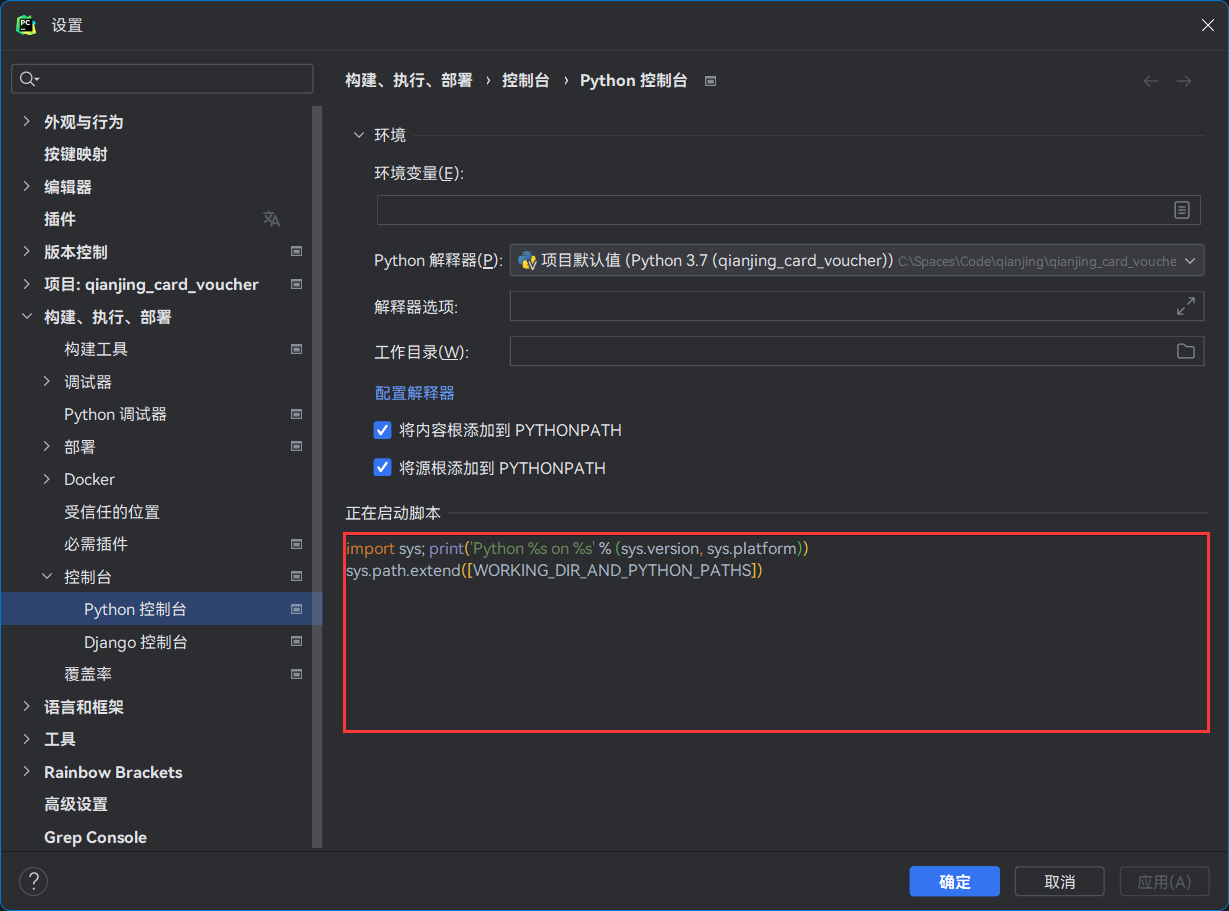 设置
构建、执行、部署 › 控制台 › Python 控制台
外观与行为
按键映射
编辑器
插件
版本控制
项目: qianjing_card_voucher
构建、执行、部署
构建工具
调试器
Python 调试器
部署
Docker
受信任的位置
必需插件
控制台
Python 控制台
Django 控制台
覆盖率
语言和框架
工具
Rainbow Brackets
高级设置
Grep Console
环境
环境变量(E):
Python 解释器(P): 项目默认值 (Python 3.7 (qianjing_card_voucher)) C:\Spaces\Code\qianjing\qianjing_card_vouche
解释器选项:
工作目录(W):
配置解释器
将内容根添加到 PYTHONPATH
将源根添加到 PYTHONPATH
正在启动脚本
import sys; print('Python %s on %s' % (sys.version, sys.platform))
sys.path.extend([WORKING_DIR_AND_PYTHON_PATHS])
?
确定
取消
应用(A)